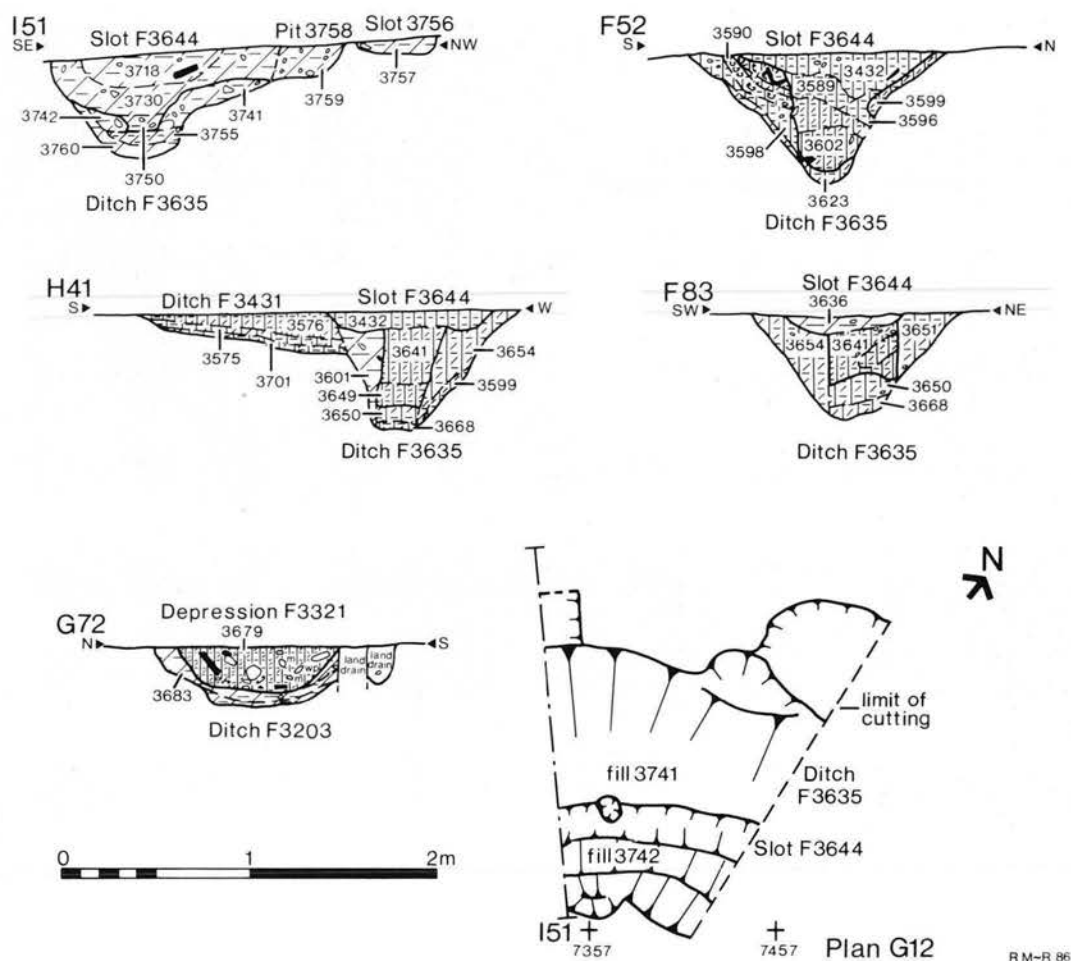 I51
SE
Slot F3644
Pit 3758
Slot 3756
NW
3718
3757
3730
3759
3742
3741
3755
3760
3750
Ditch F3635
F52
S
3590
Slot F3644
N
3432
3589
3599
3596
3598
3602
3623
Ditch F3635
H41
S
Ditch F3431
Slot F3644
W
3576
3432
3575
3641
3654
3701
3601
3599
3649
3650
3668
Ditch F3635
F83
SW
Slot F3644
3636
NE
3651
3654
3641
3650
3668
Ditch F3635
G72
N
Depression F3321
3679
S
land drain
land drain
ml
wp
ml
3683
Ditch F3203
0 1 2m
N
limit of
cutting
fill 3741
Ditch
F3635
Slot F3644
fill 3742
I51
7357
7457
Plan G12
R M~R 86